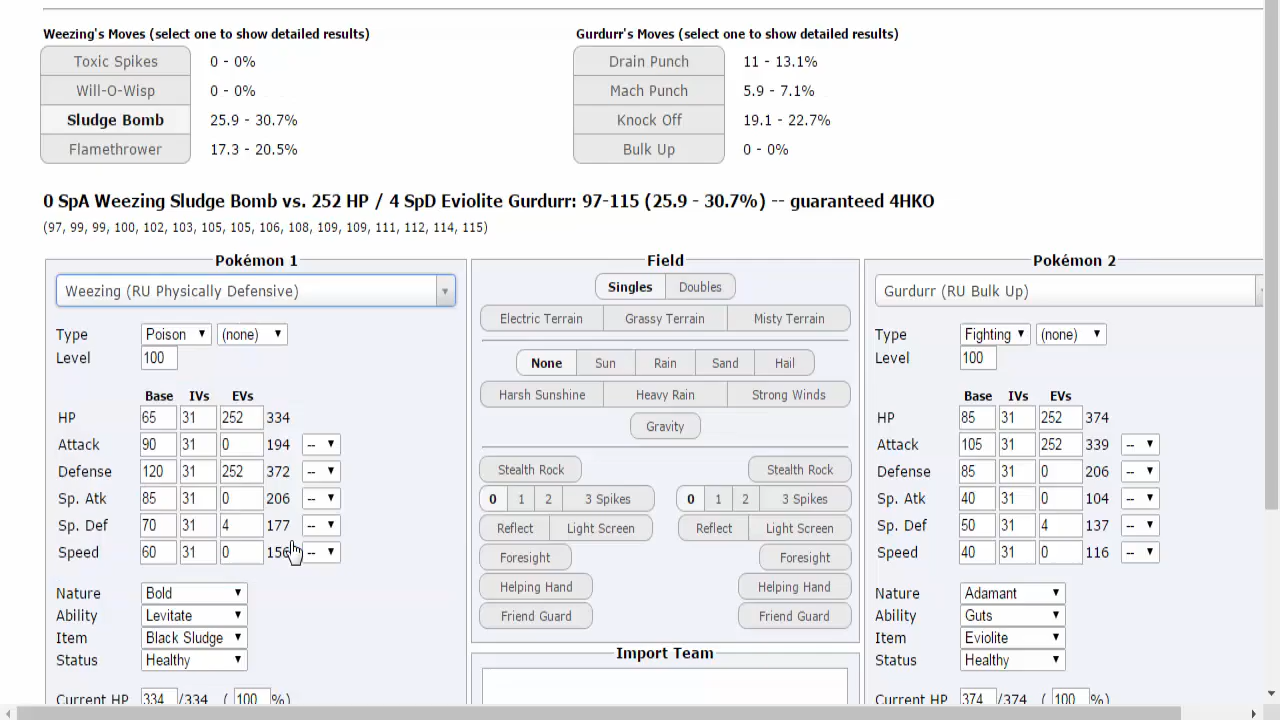 Weezing's Moves (select one to show detailed results)
Toxic Spikes 0 - 0%
Will-O-Wisp 0 - 0%
Sludge Bomb 25.9 - 30.7%
Flamethrower 17.3 - 20.5%
Gurdurr's Moves (select one to show detailed results)
Drain Punch 11 - 13.1%
Mach Punch 5.9 - 7.1%
Knock Off 19.1 - 22.7%
Bulk Up 0 - 0%
0 SpA Weezing Sludge Bomb vs. 252 HP / 4 SpD Eviolite Gurdurr: 97-115 (25.9 - 30.7%) -- guaranteed 4HKO
(97, 99, 99, 100, 102, 103, 105, 105, 106, 108, 109, 109, 111, 112, 114, 115)
Pokémon 1
Weezing (RU Physically Defensive)
Type Poison (none)
Level 100
Base IVs EVs
HP 65 31 252 334
Attack 90 31 0 194 --
Defense 120 31 252 372 --
Sp. Atk 85 31 0 206 --
Sp. Def 70 31 4 177 --
Speed 60 31 0 156 --
Nature Bold
Ability Levitate
Item Black Sludge
Status Healthy
Current HP 334 /334 ( 100 %)
Field
Singles Doubles
Electric Terrain Grassy Terrain Misty Terrain
None Sun Rain Sand Hail
Harsh Sunshine Heavy Rain Strong Winds
Gravity
Stealth Rock Stealth Rock
0 1 2 3 Spikes 0 1 2 3 Spikes
Reflect Light Screen Reflect Light Screen
Foresight Foresight
Helping Hand Helping Hand
Friend Guard Friend Guard
Import Team
Pokémon 2
Gurdurr (RU Bulk Up)
Type Fighting (none)
Level 100
Base IVs EVs
HP 85 31 252 374
Attack 105 31 252 339 --
Defense 85 31 0 206 --
Sp. Atk 40 31 0 104 --
Sp. Def 50 31 4 137 --
Speed 40 31 0 116 --
Nature Adamant
Ability Guts
Item Eviolite
Status Healthy
Current HP 374 /374 ( 100 %)